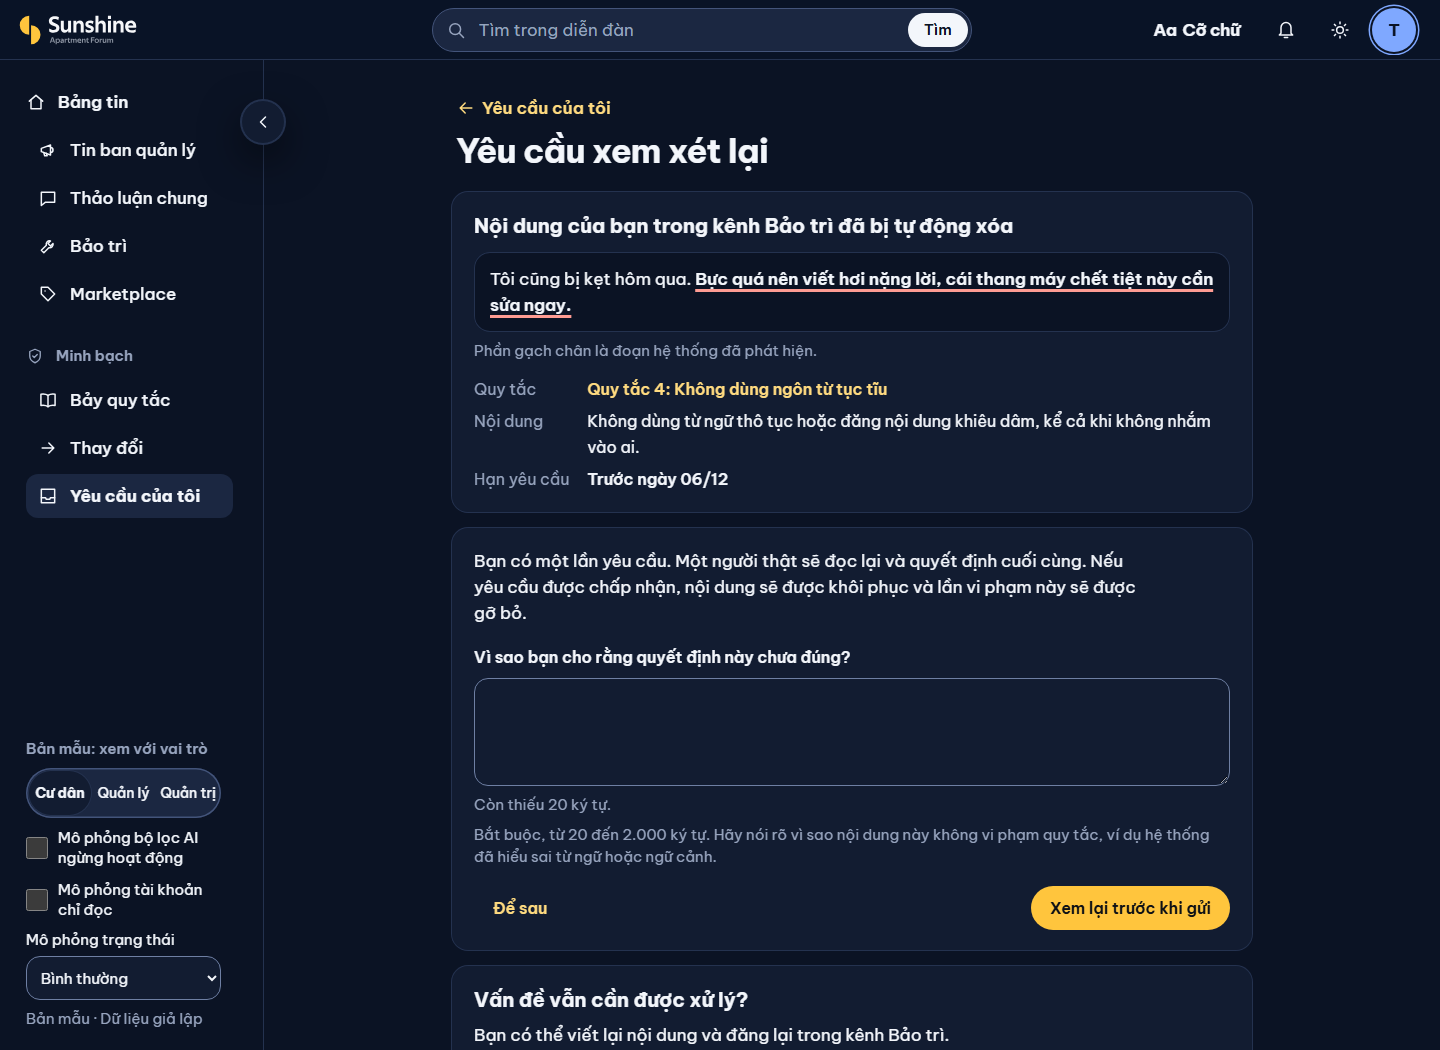 Sunshine
Apartment Forum
Tìm trong diễn đàn
Tìm
Aa Cỡ chữ
T
Bảng tin
Tin ban quản lý
Thảo luận chung
Bảo trì
Marketplace
Minh bạch
Bảy quy tắc
Thay đổi
Yêu cầu của tôi
Bản mẫu: xem với vai trò
Cư dân
Quản lý
Quản trị
Mô phỏng bộ lọc AI
ngừng hoạt động
Mô phỏng tài khoản
chỉ đọc
Mô phỏng trạng thái
Bình thường
Bản mẫu · Dữ liệu giả lập
Yêu cầu của tôi
Yêu cầu xem xét lại
Nội dung của bạn trong kênh Bảo trì đã bị tự động xóa
Tôi cũng bị kẹt hôm qua. Bực quá nên viết hơi nặng lời, cái thang máy chết tiệt này cần
sửa ngay.
Phần gạch chân là đoạn hệ thống đã phát hiện.
Quy tắc
Quy tắc 4: Không dùng ngôn từ tục tĩu
Nội dung
Không dùng từ ngữ thô tục hoặc đăng nội dung khiêu dâm, kể cả khi không nhắm
vào ai.
Hạn yêu cầu
Trước ngày 06/12
Bạn có một lần yêu cầu. Một người thật sẽ đọc lại và quyết định cuối cùng. Nếu
yêu cầu được chấp nhận, nội dung sẽ được khôi phục và lần vi phạm này sẽ được
gỡ bỏ.
Vì sao bạn cho rằng quyết định này chưa đúng?
Còn thiếu 20 ký tự.
Bắt buộc, từ 20 đến 2.000 ký tự. Hãy nói rõ vì sao nội dung này không vi phạm quy tắc, ví dụ hệ thống
đã hiểu sai từ ngữ hoặc ngữ cảnh.
Để sau
Xem lại trước khi gửi
Vấn đề vẫn cần được xử lý?
Bạn có thể viết lại nội dung và đăng lại trong kênh Bảo trì.